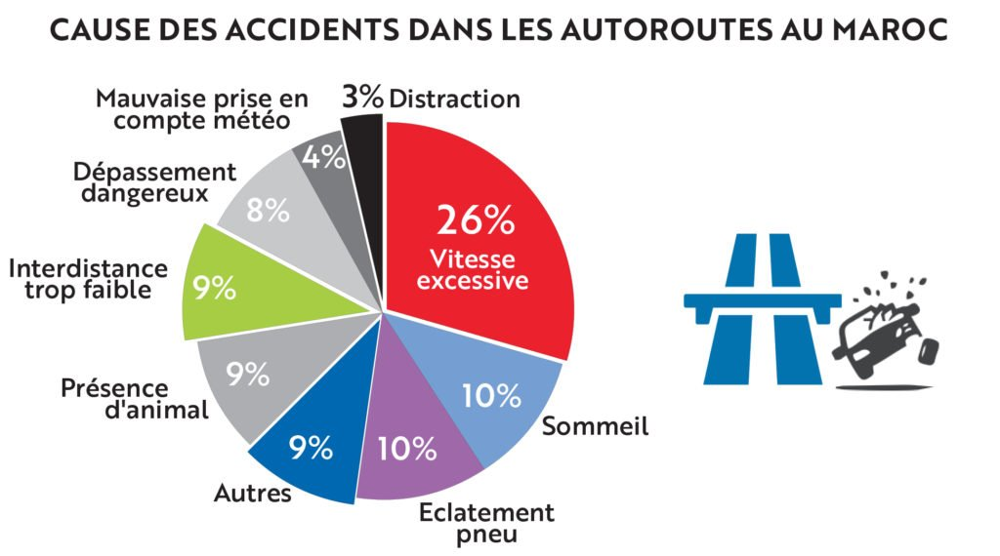 CAUSE DES ACCIDENTS DANS LES AUTOROUTES AU MAROC
3% Distraction
Mauvaise prise en
compte météo
4%
Dépassement
dangereux
8%
26%
Vitesse
excessive
Interdistance
trop faible
9%
Présence
d'animal
9%
10%
Sommeil
Autres
9%
10%
Eclatement
pneu